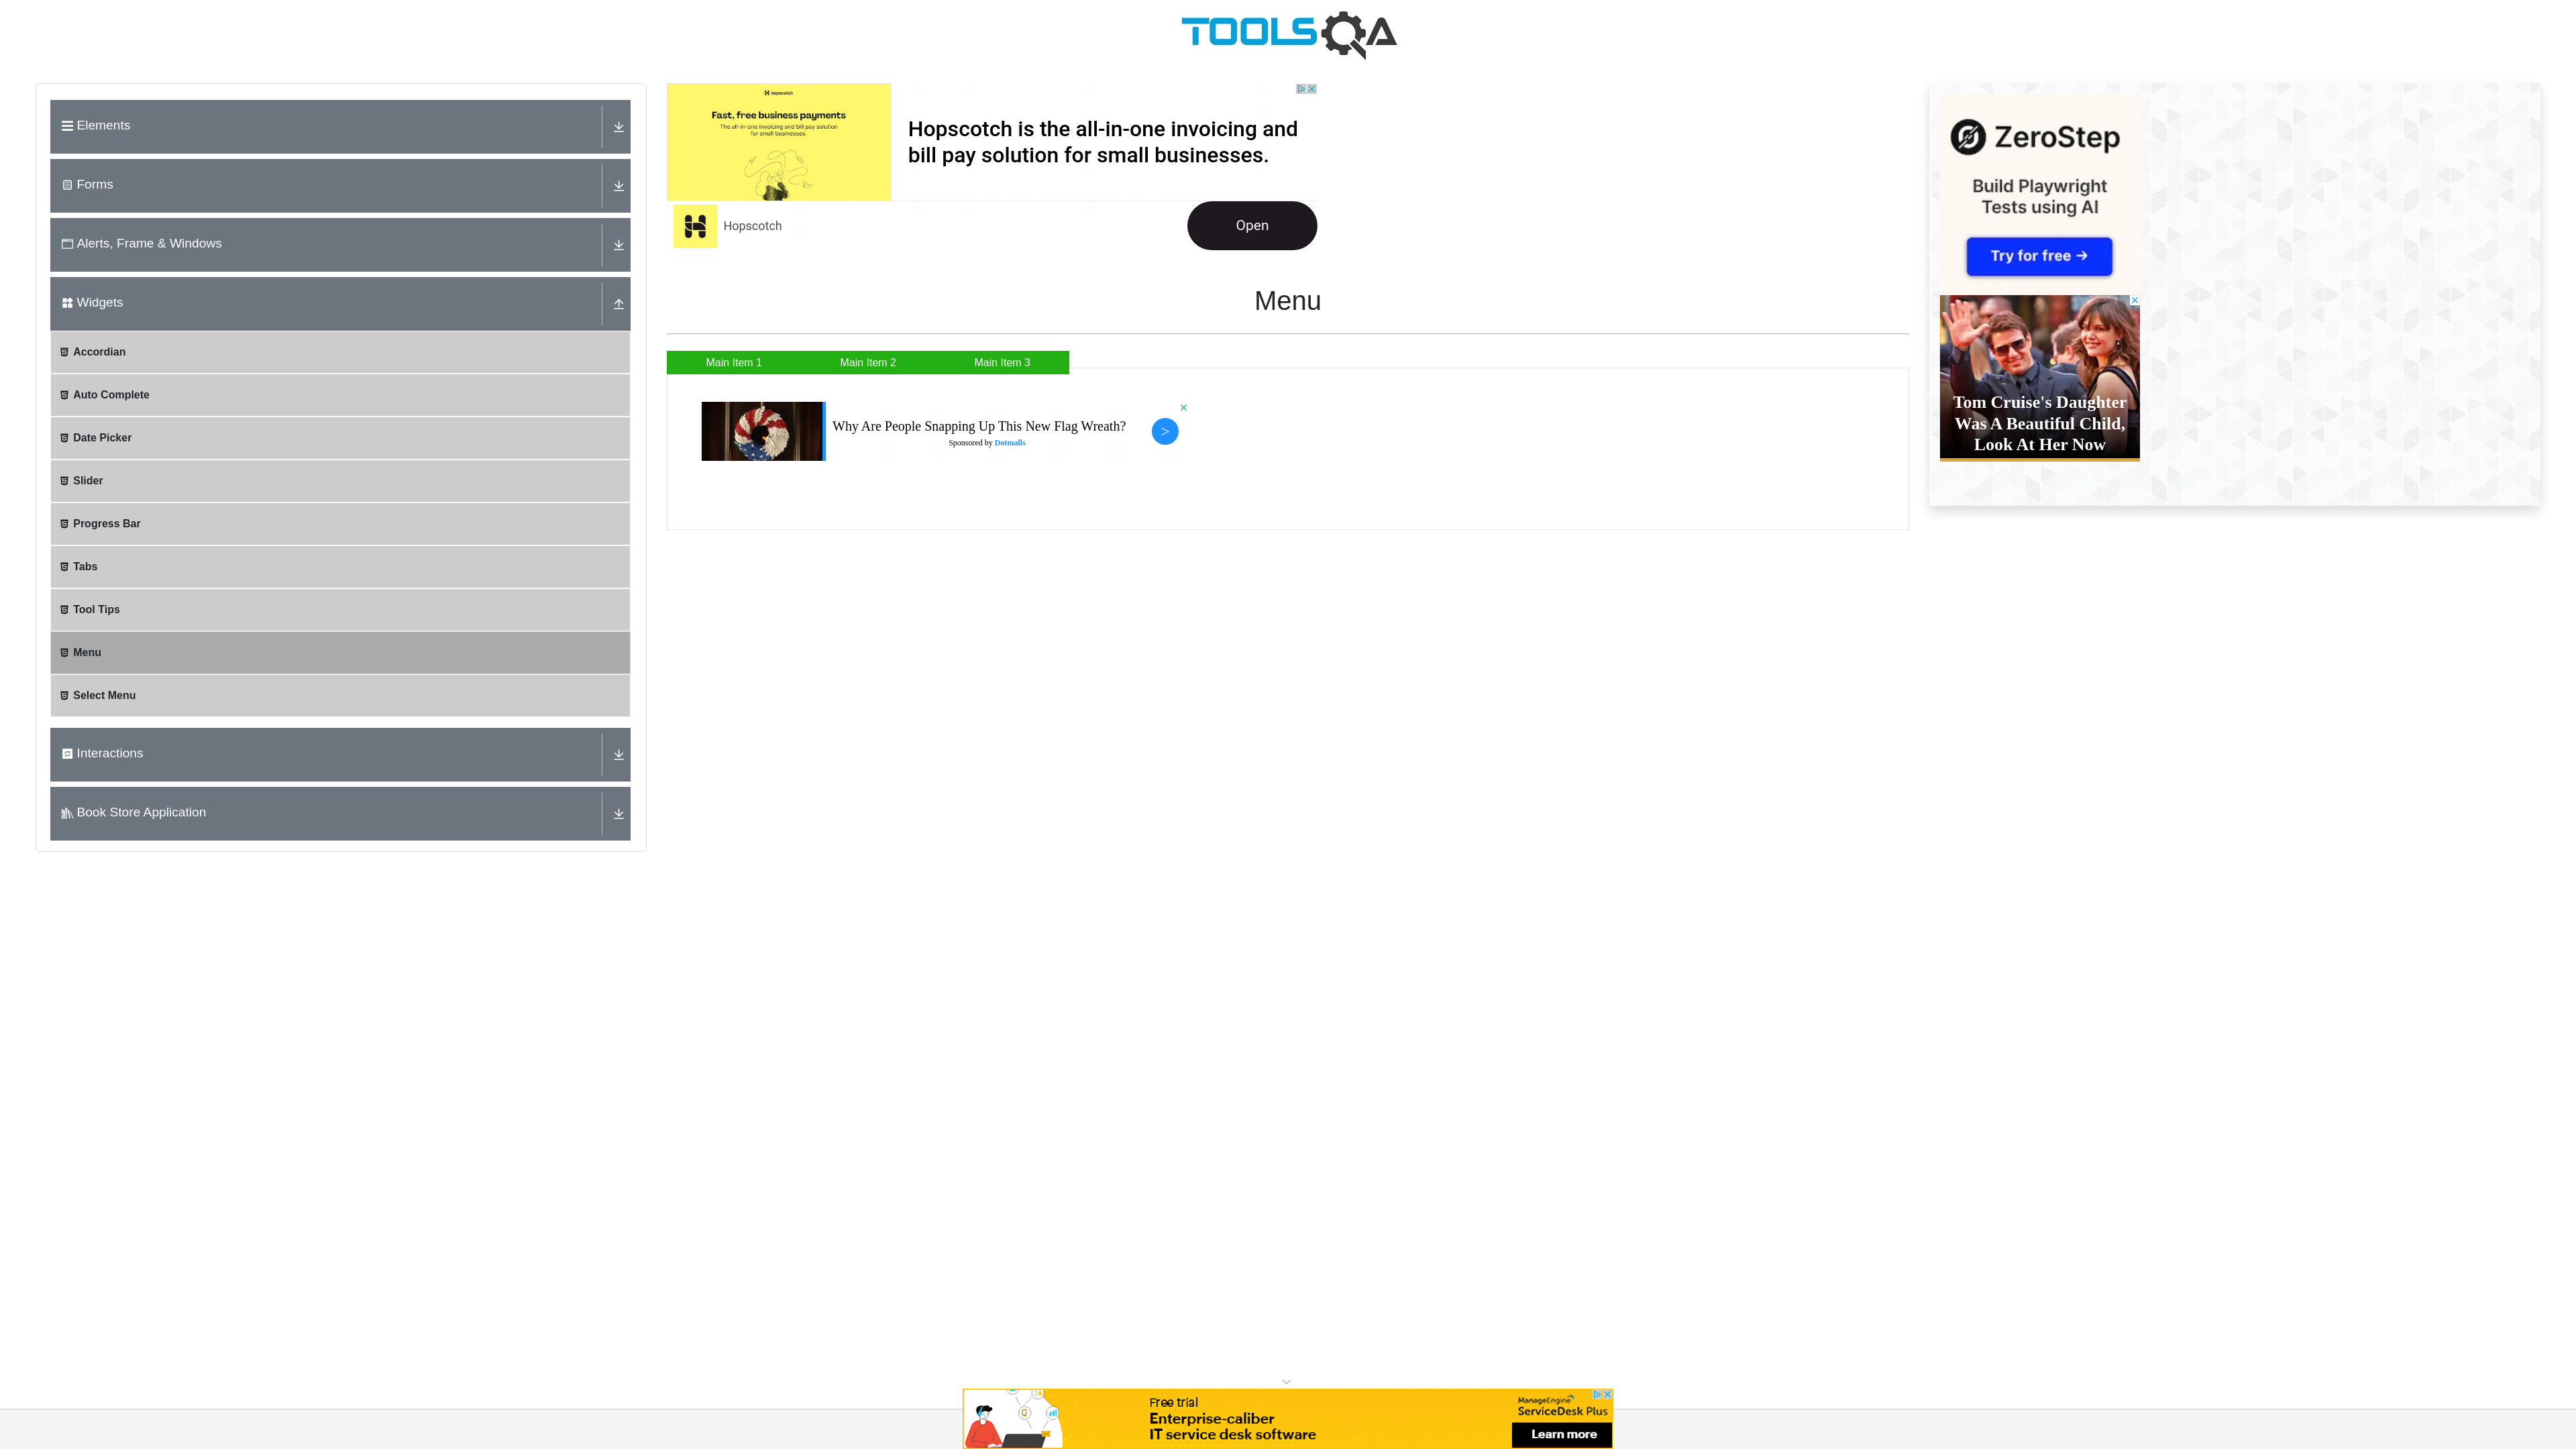 TOOLSQA
Elements
Forms
Alerts, Frame & Windows
Widgets
Accordian
Auto Complete
Date Picker
Slider
Progress Bar
Tabs
Tool Tips
Menu
Select Menu
Interactions
Book Store Application
Hopscotch
Fast, free business payments
The all-in-one invoicing and bill pay solution
for small businesses.
Hopscotch is the all-in-one invoicing and
bill pay solution for small businesses.
Hopscotch
Open
Menu
Main Item 1
Main Item 2
Main Item 3
Why Are People Snapping Up This New Flag Wreath?
Sponsored by Dotmalls
>
ZeroStep
Build Playwright
Tests using AI
Try for free →
Tom Cruise's Daughter
Was A Beautiful Child,
Look At Her Now
Free trial
Enterprise-caliber
IT service desk software
ManageEngine
ServiceDesk Plus
Learn more